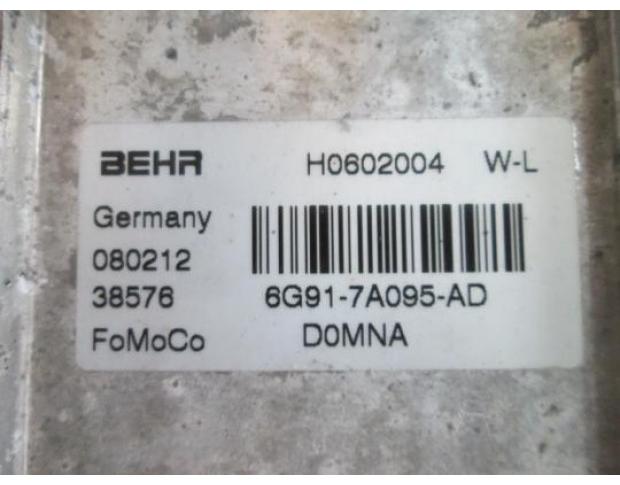 BEHR H0602004 W-L
Germany
080212
38576 6G91-7A095-AD
FoMoCo D0MNA